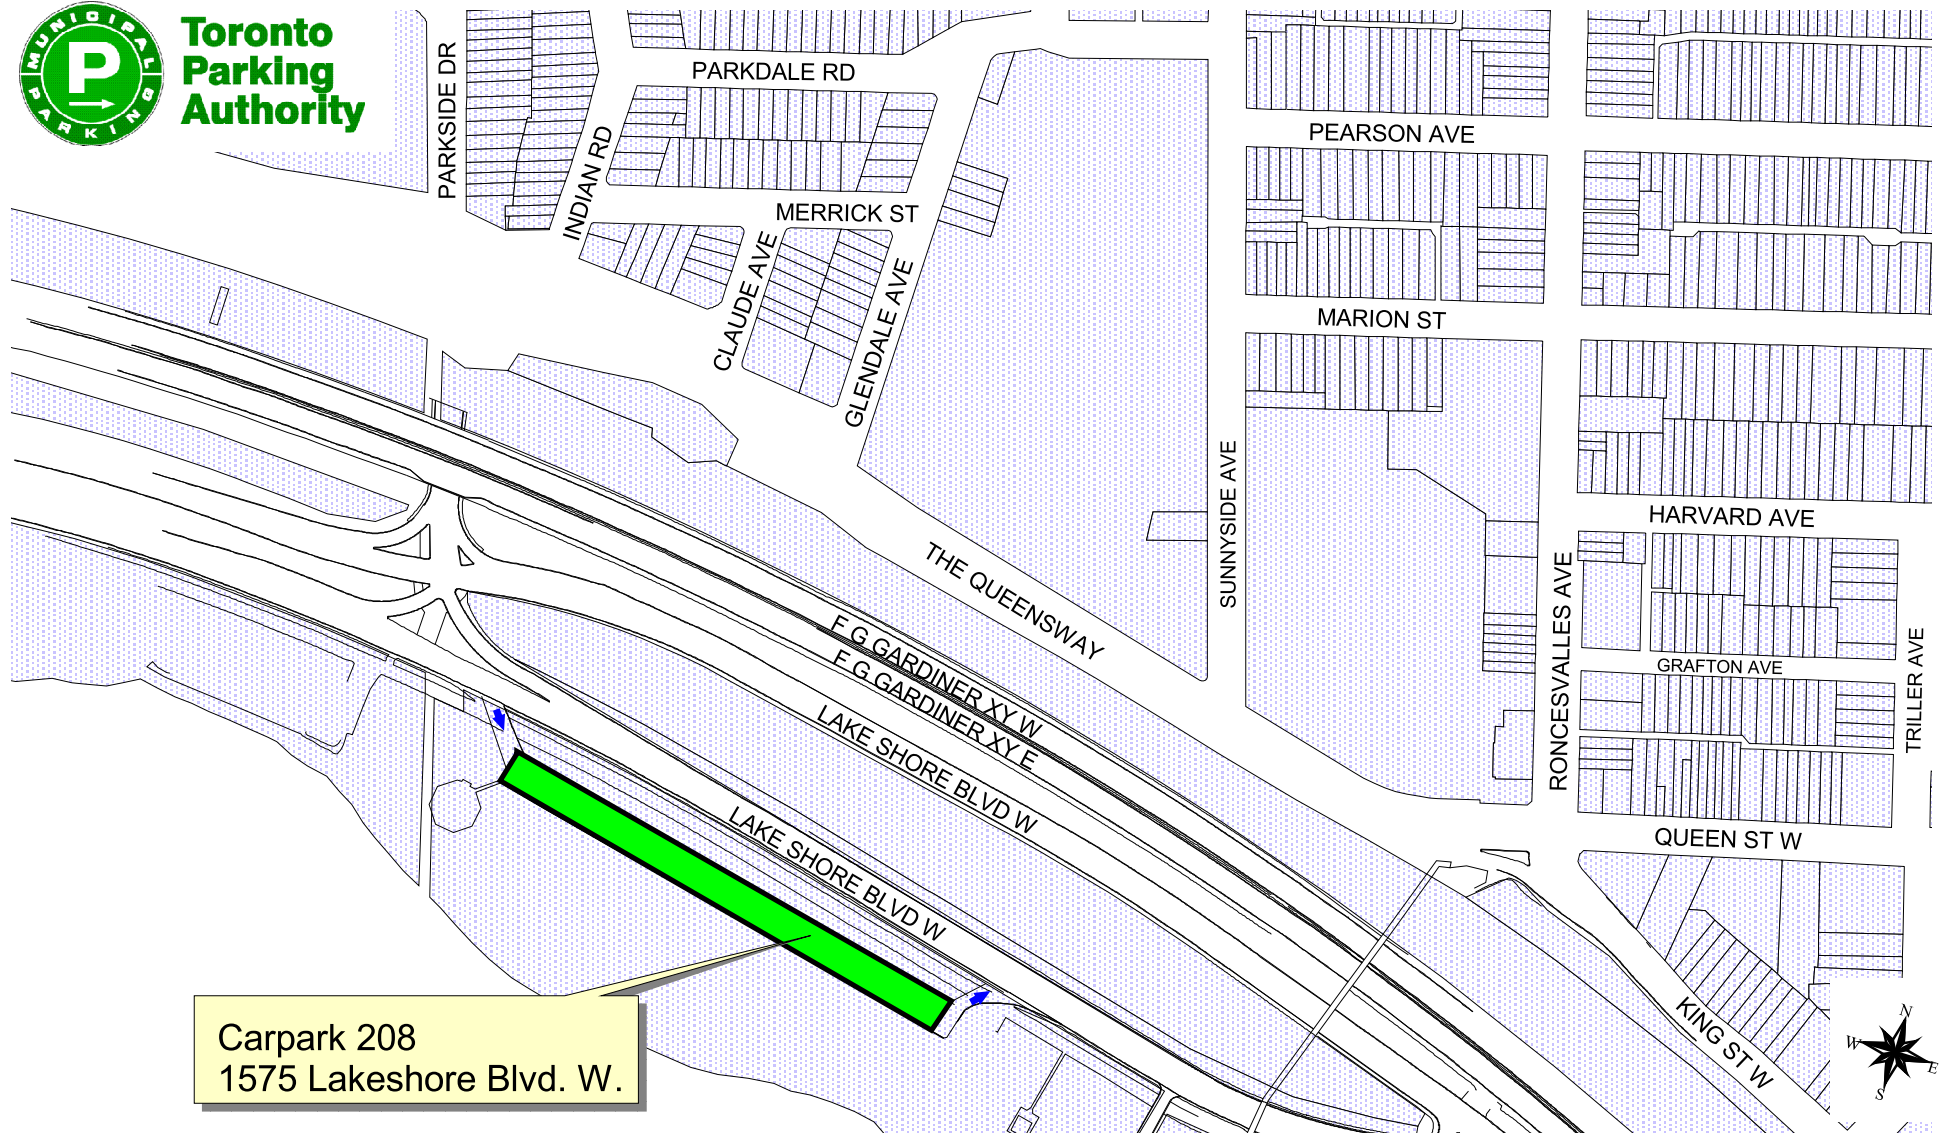 MUNICIPAL
P
PARKING
Toronto
Parking
Authority
PARKSIDE DR
PARKDALE RD
INDIAN RD
MERRICK ST
CLAUDE AVE
GLENDALE AVE
PEARSON AVE
MARION ST
SUNNYSIDE AVE
HARVARD AVE
RONCESVALLES AVE
GRAFTON AVE
TRILLER AVE
THE QUEENSWAY
F G GARDINER XY W
F G GARDINER XY E
LAKE SHORE BLVD W
LAKE SHORE BLVD W
QUEEN ST W
KING ST W
Carpark 208
1575 Lakeshore Blvd. W.
N
W
E
S